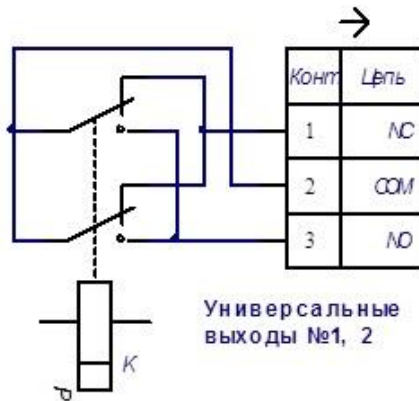 Конт Цепь
1 NC
2 COM
3 NO
Универсальные
выходы №1, 2
K
P